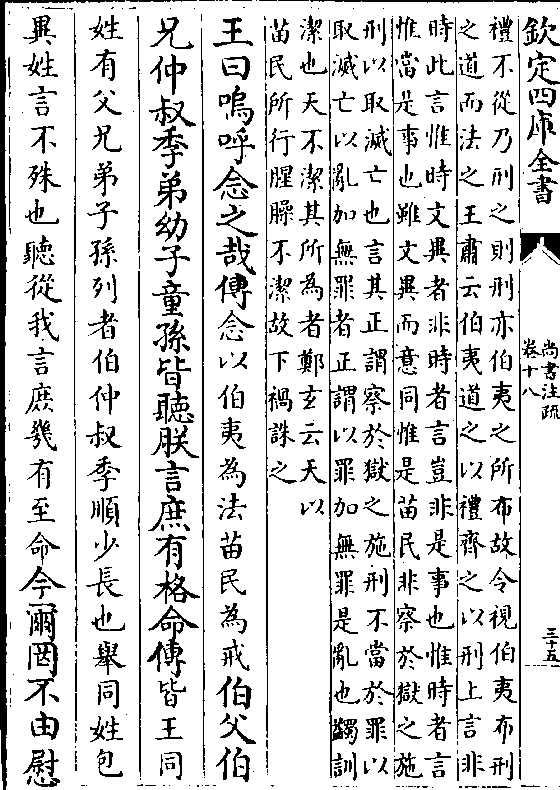 欽定四庫全書
尚書注疏
卷十八
三十五
禮不從乃刑之則刑亦伯夷之所布故令視伯夷布刑
之道而法之王肅云伯夷道之以禮齊之以刑上言非
時此言惟時文異者非時者言豈非是事也惟時者言
惟當是事也雖文異而意同惟是苗民非察於獄之施
刑以取滅亡也言其正謂察於獄之施刑不當於罪以
取滅亡以亂加無罪者正謂以罪加無罪是亂也蠲訓
潔也天不潔其所為者鄭玄云天以
苗民所行腥臊不潔故下禍誅之
王曰嗚呼念之哉傳念以伯夷為法苗民為戒伯父伯
兄仲叔季弟幼子童孫皆聽朕言庶有格命傳皆王同
姓有父兄弟子孫列者伯仲叔季順少長也舉同姓包
異姓言不殊也聽從我言庶幾有至命今爾罔不由慰